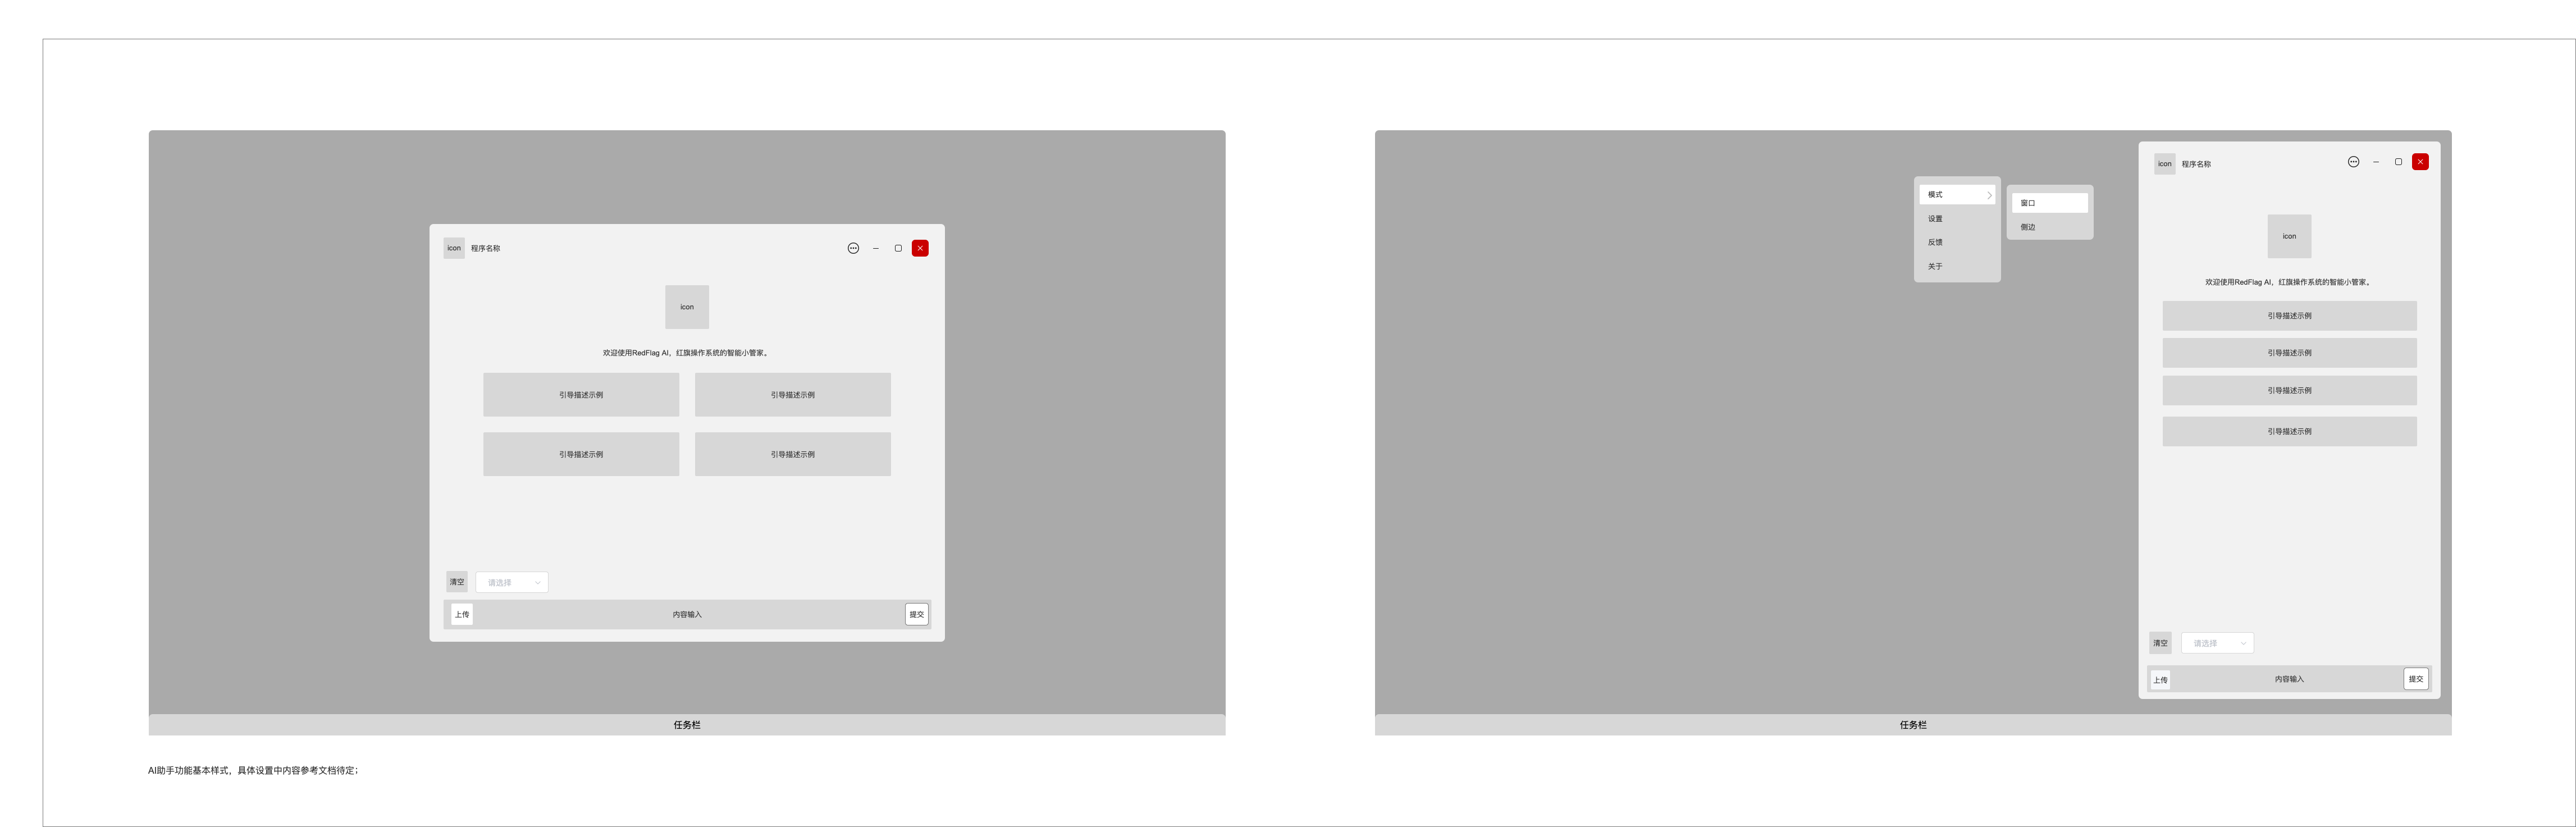 icon 程序名称
icon
欢迎使用RedFlag AI，红旗操作系统的智能小管家。
引导描述示例 引导描述示例
引导描述示例 引导描述示例
清空 请选择
上传 内容输入 提交
任务栏
icon 程序名称
模式
设置
反馈
关于
窗口
侧边
icon
欢迎使用RedFlag AI，红旗操作系统的智能小管家。
引导描述示例
引导描述示例
引导描述示例
引导描述示例
清空 请选择
上传 内容输入 提交
任务栏
AI助手功能基本样式，具体设置中内容参考文档待定；